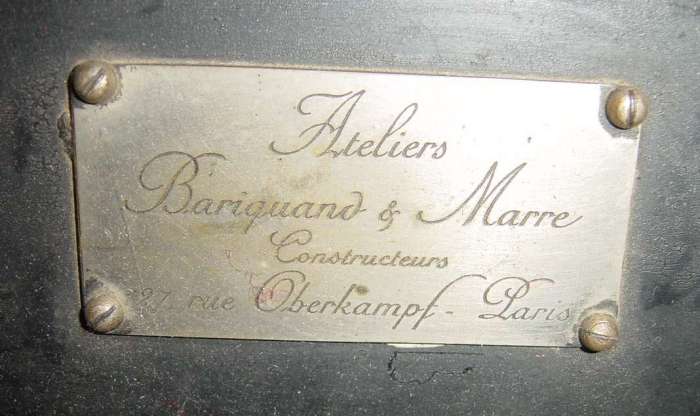 Ateliers
Bariquand & Marre
Constructeurs
rue Oberkampf - Paris